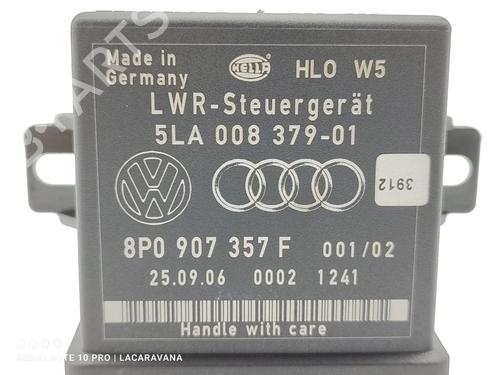 Made in
Germany
HELLA
HLO W5
LWR-Steuergerät
5LA 008 379-01
3912
8P0 907 357 F 001/02
25.09.06 0002 1241
Handle with care
REDMI NOTE 10 PRO | LACARAVANA